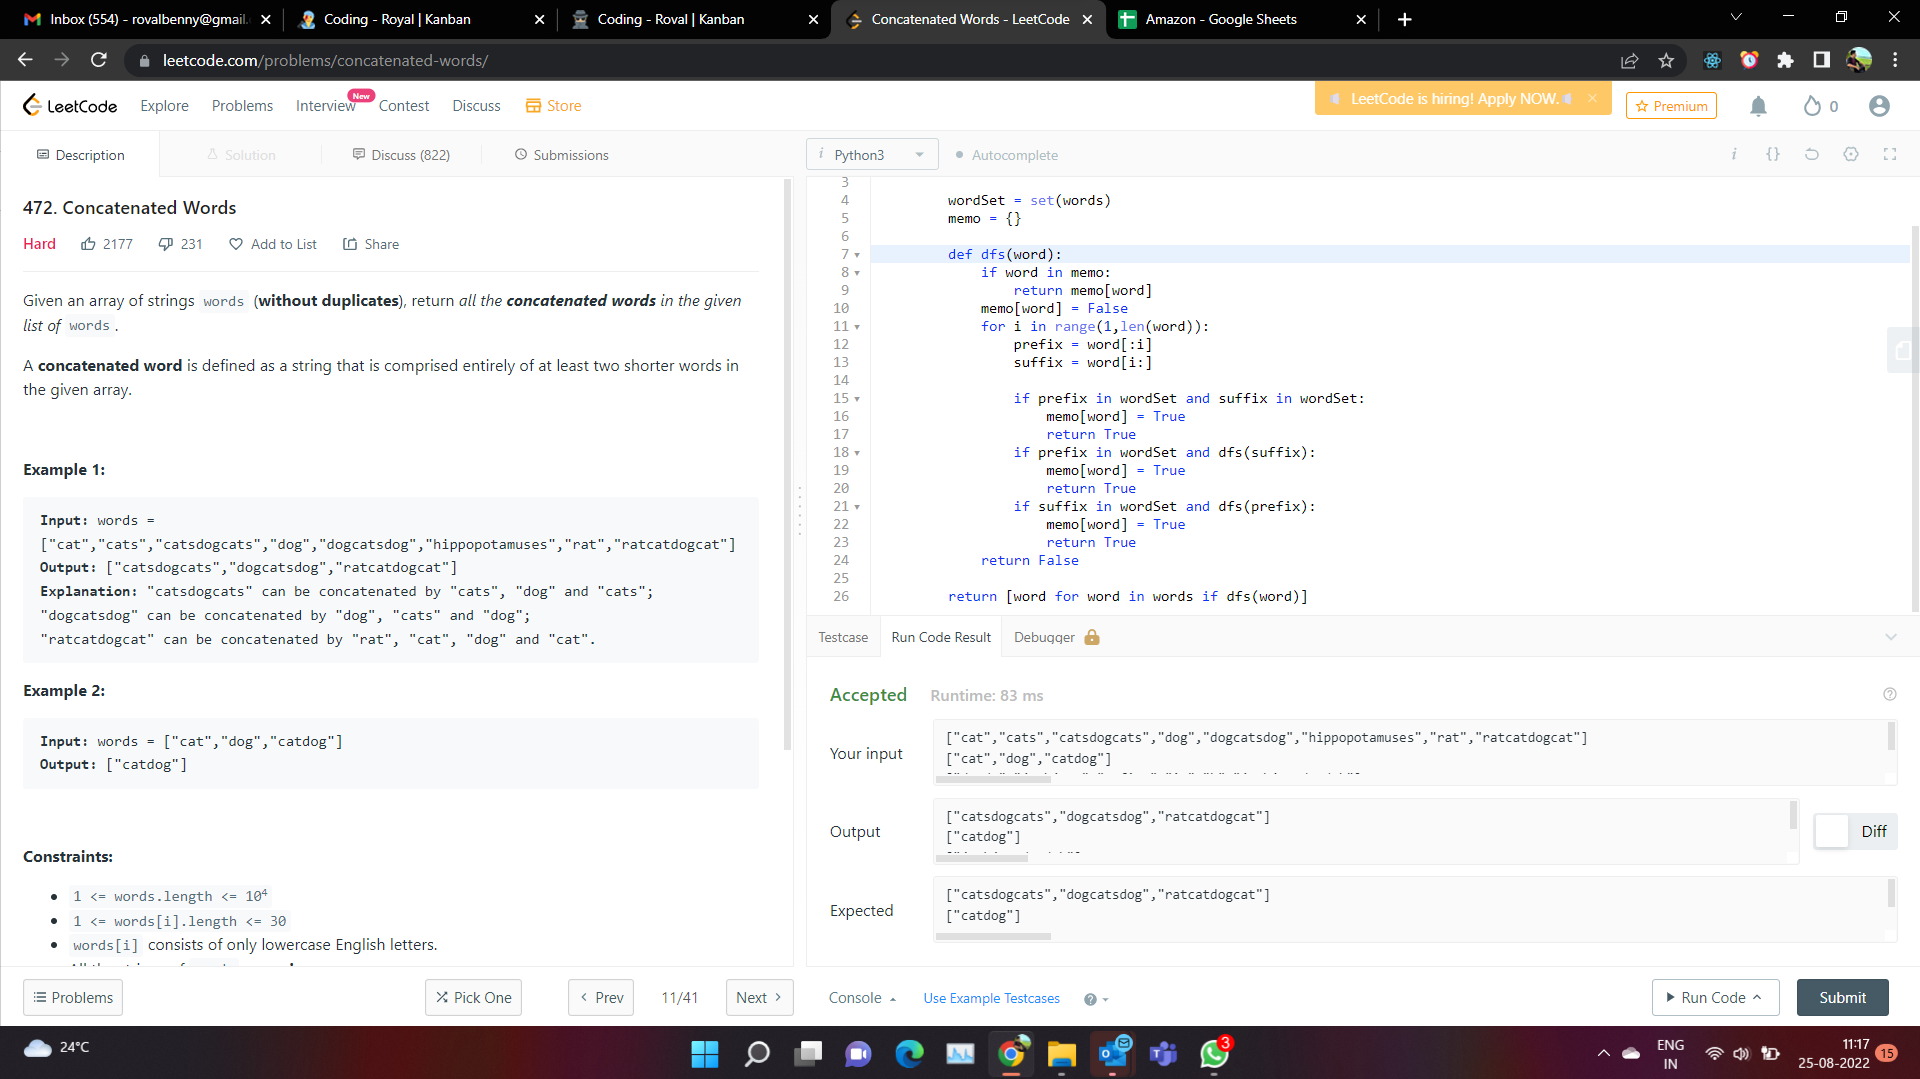 Inbox (554) - rovalbenny@gmail.
Coding - Royal | Kanban
Coding - Roval | Kanban
Concatenated Words - LeetCode
Amazon - Google Sheets
leetcode.com/problems/concatenated-words/
LeetCode
Explore
Problems
Interview
New
Contest
Discuss
Store
LeetCode is hiring! Apply NOW.
Premium
0
Description
Solution
Discuss (822)
Submissions
i Python3
Autocomplete
i {}
472. Concatenated Words
Hard
2177
231
Add to List
Share
Given an array of strings words (without duplicates), return all the concatenated words in the given
list of words .
A concatenated word is defined as a string that is comprised entirely of at least two shorter words in
the given array.
Example 1:
Input: words =
["cat","cats","catsdogcats","dog","dogcatsdog","hippopotamuses","rat","ratcatdogcat"]
Output: ["catsdogcats","dogcatsdog","ratcatdogcat"]
Explanation: "catsdogcats" can be concatenated by "cats", "dog" and "cats";
"dogcatsdog" can be concatenated by "dog", "cats" and "dog";
"ratcatdogcat" can be concatenated by "rat", "cat", "dog" and "cat".
Example 2:
Input: words = ["cat","dog","catdog"]
Output: ["catdog"]
Constraints:
1 <= words.length <= 10⁴
1 <= words[i].length <= 30
words[i] consists of only lowercase English letters.
Problems
Pick One
Prev
11/41
Next
3
4 wordSet = set(words)
5 memo = {}
6
7 def dfs(word):
8 if word in memo:
9 return memo[word]
10 memo[word] = False
11 for i in range(1,len(word)):
12 prefix = word[:i]
13 suffix = word[i:]
14
15 if prefix in wordSet and suffix in wordSet:
16 memo[word] = True
17 return True
18 if prefix in wordSet and dfs(suffix):
19 memo[word] = True
20 return True
21 if suffix in wordSet and dfs(prefix):
22 memo[word] = True
23 return True
24 return False
25
26 return [word for word in words if dfs(word)]
Testcase
Run Code Result
Debugger
Accepted
Runtime: 83 ms
Your input
["cat","cats","catsdogcats","dog","dogcatsdog","hippopotamuses","rat","ratcatdogcat"]
["cat","dog","catdog"]
Output
["catsdogcats","dogcatsdog","ratcatdogcat"]
["catdog"]
Diff
Expected
["catsdogcats","dogcatsdog","ratcatdogcat"]
["catdog"]
Console
Use Example Testcases
Run Code
Submit
24°C
3
ENG
IN
11:17
25-08-2022
15